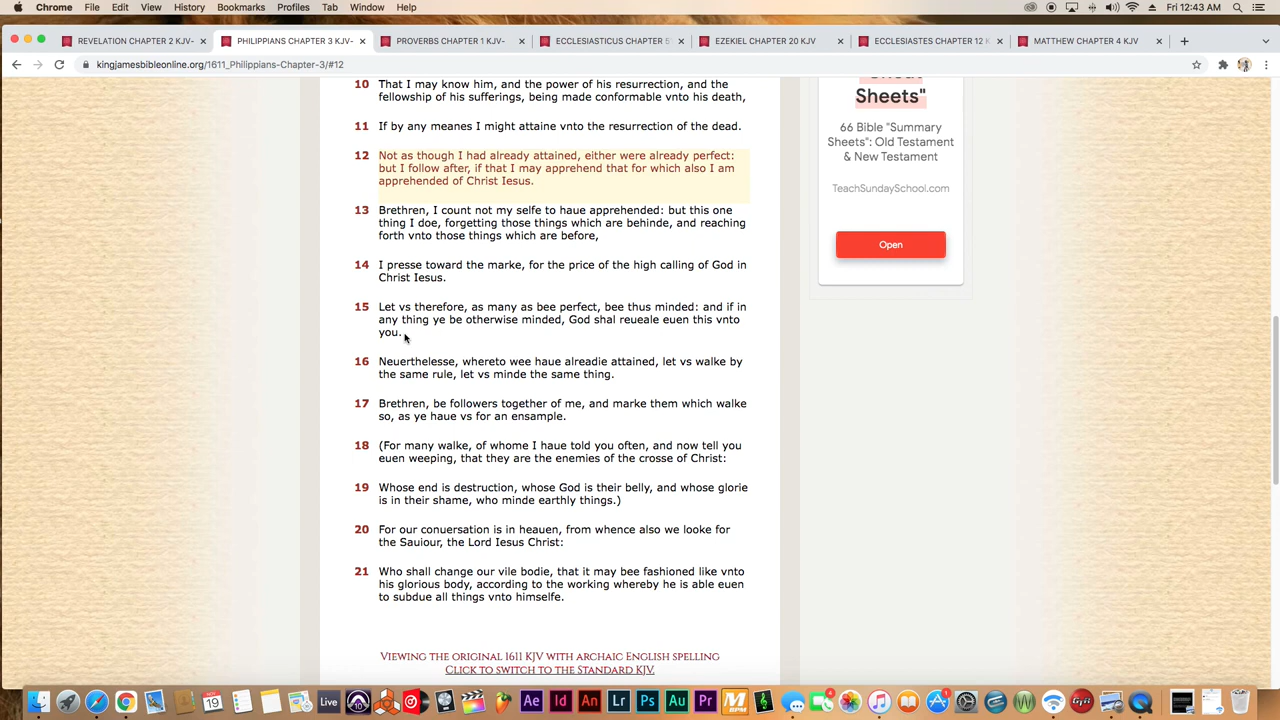 Chrome File Edit View History Bookmarks Profiles Tab Window Help Fri 12:43 AM
REVELATION CHAPTER 2 KJV- PHILIPPIANS CHAPTER 3 KJV- PROVERBS CHAPTER 1 KJV- ECCLESIASTICUS CHAPTER 5 EZEKIEL CHAPTER 20 KJV ECCLESIASTES CHAPTER 12 K MATTHEW CHAPTER 4 KJV
kingjamesbibleonline.org/1611_Philippians-Chapter-3/#12
10 That I may know him, and the power of his resurrection, and the
fellowship of his sufferings, being made conformable vnto his death,
11 If by any meanes I might attaine vnto the resurrection of the dead.
12 Not as though I had already attained, either were already perfect:
but I follow after, if that I may apprehend that for which also I am
apprehended of Christ Iesus.
13 Brethren, I count not my selfe to haue apprehended: but this one
thing I doe, forgetting those things which are behinde, and reaching
forth vnto those things which are before,
14 I presse toward the marke, for the price of the high calling of God in
Christ Iesus.
15 Let vs therefore, as many as bee perfect, bee thus minded: and if in
any thing ye be otherwise minded, God shal reueale euen this vnto
you.
16 Neuerthelesse, whereto wee haue alreadie attained, let vs walke by
the same rule, let vs minde the same thing.
17 Brethren, be followers together of me, and marke them which walke
so, as ye haue vs for an ensample.
18 (For many walke, of whome I haue told you often, and now tell you
euen weeping, that they are the enemies of the crosse of Christ:
19 Whose end is destruction, whose God is their belly, and whose glorie
is in their shame, who minde earthly things.)
20 For our conuersation is in heauen, from whence also we looke for
the Sauiour, the Lord Iesus Christ:
21 Who shall change our vile bodie, that it may bee fashioned like vnto
his glorious body, according to the working whereby he is able euen
to subdue all things vnto himselfe.
Viewing the original 1611 KJV with archaic English spelling
Click to switch to the Standard KJV.
Sheets"
66 Bible "Summary
Sheets": Old Testament
& New Testament
TeachSundaySchool.com
Open
NOV 19 Live 10 Ae Id An Lr Ps Au Pr M BPM 4 1 W